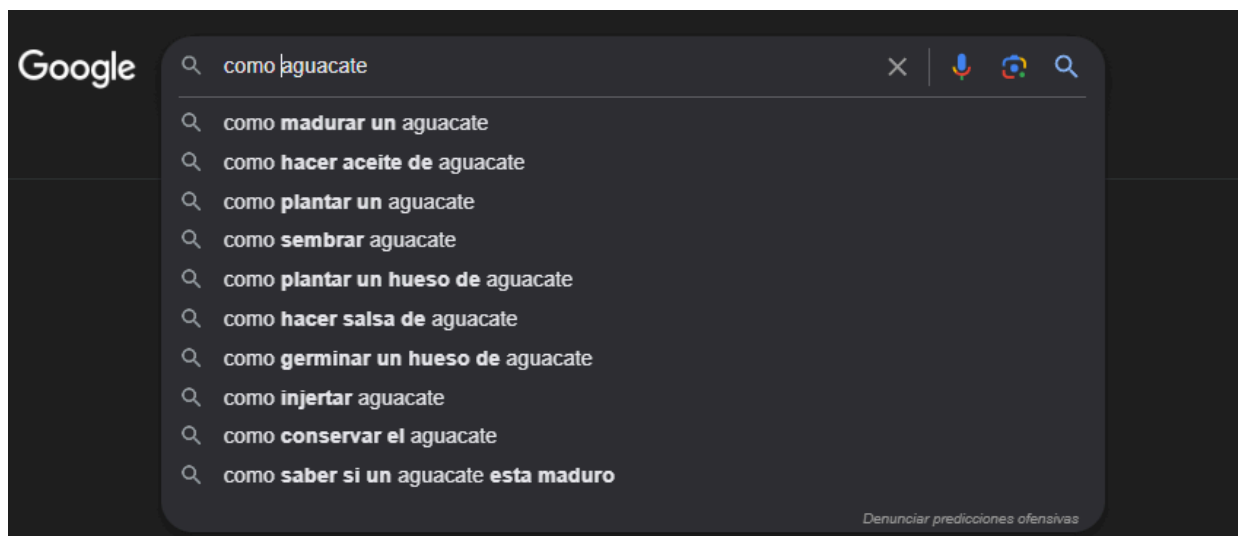 Google
como aguacate
como madurar un aguacate
como hacer aceite de aguacate
como plantar un aguacate
como sembrar aguacate
como plantar un hueso de aguacate
como hacer salsa de aguacate
como germinar un hueso de aguacate
como injertar aguacate
como conservar el aguacate
como saber si un aguacate esta maduro
Denunciar predicciones ofensivas